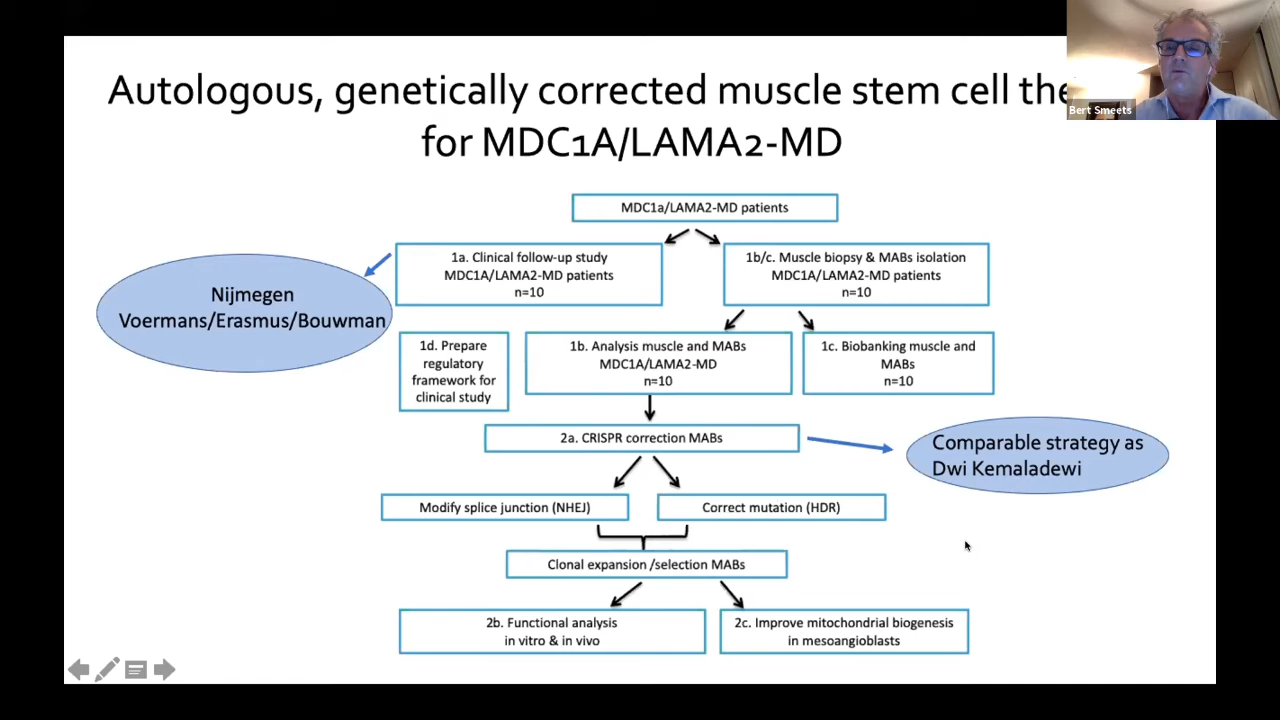 Autologous, genetically corrected muscle stem cell the
for MDC1A/LAMA2-MD
Bert Smeets
MDC1a/LAMA2-MD patients
1a. Clinical follow-up study
MDC1A/LAMA2-MD patients
n=10
1b/c. Muscle biopsy & MABs isolation
MDC1A/LAMA2-MD patients
n=10
Nijmegen
Voermans/Erasmus/Bouwman
1d. Prepare
regulatory
framework for
clinical study
1b. Analysis muscle and MABs
MDC1A/LAMA2-MD
n=10
1c. Biobanking muscle and
MABs
n=10
2a. CRISPR correction MABs
Comparable strategy as
Dwi Kemaladewi
Modify splice junction (NHEJ)
Correct mutation (HDR)
Clonal expansion /selection MABs
2b. Functional analysis
in vitro & in vivo
2c. Improve mitochondrial biogenesis
in mesoangioblasts